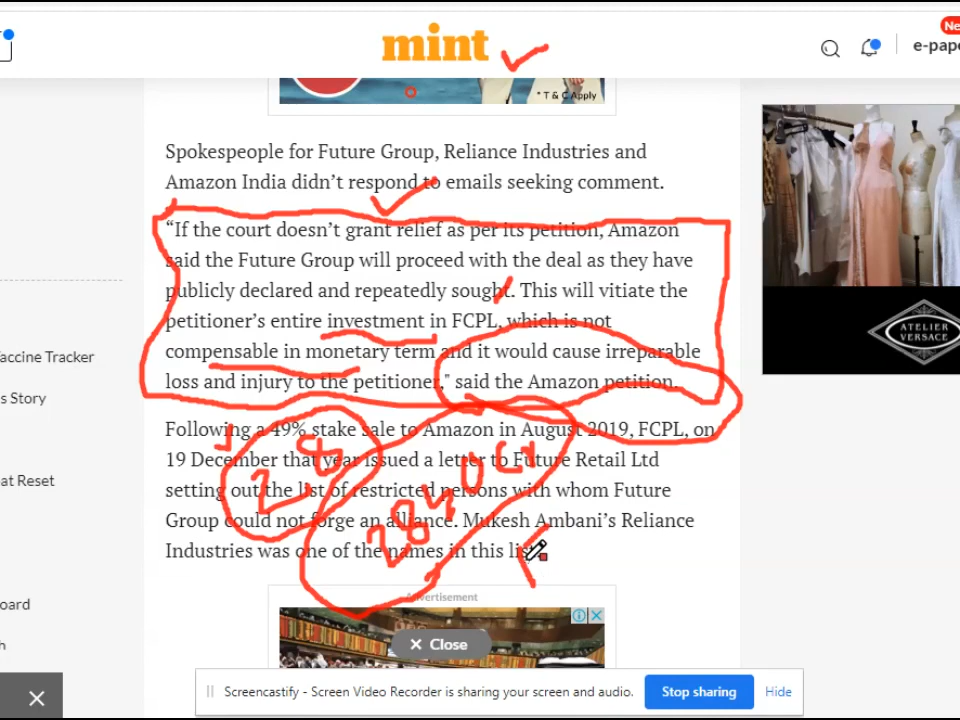 mint
New
e-pape
* T & C Apply
Spokespeople for Future Group, Reliance Industries and
Amazon India didn’t respond to emails seeking comment.
“If the court doesn’t grant relief as per its petition, Amazon
said the Future Group will proceed with the deal as they have
publicly declared and repeatedly sought. This will vitiate the
petitioner’s entire investment in FCPL, which is not
compensable in monetary term and it would cause irreparable
loss and injury to the petitioner," said the Amazon petition.
Following a 49% stake sale to Amazon in August 2019, FCPL, on
19 December that year issued a letter to Future Retail Ltd
setting out the list of restricted persons with whom Future
Group could not forge an alliance. Mukesh Ambani’s Reliance
Industries was one of the names in this list
accine Tracker
s Story
at Reset
oard
h
ATELIER
VERSACE
Advertisement
× Close
Screencastify - Screen Video Recorder is sharing your screen and audio.
Stop sharing
Hide